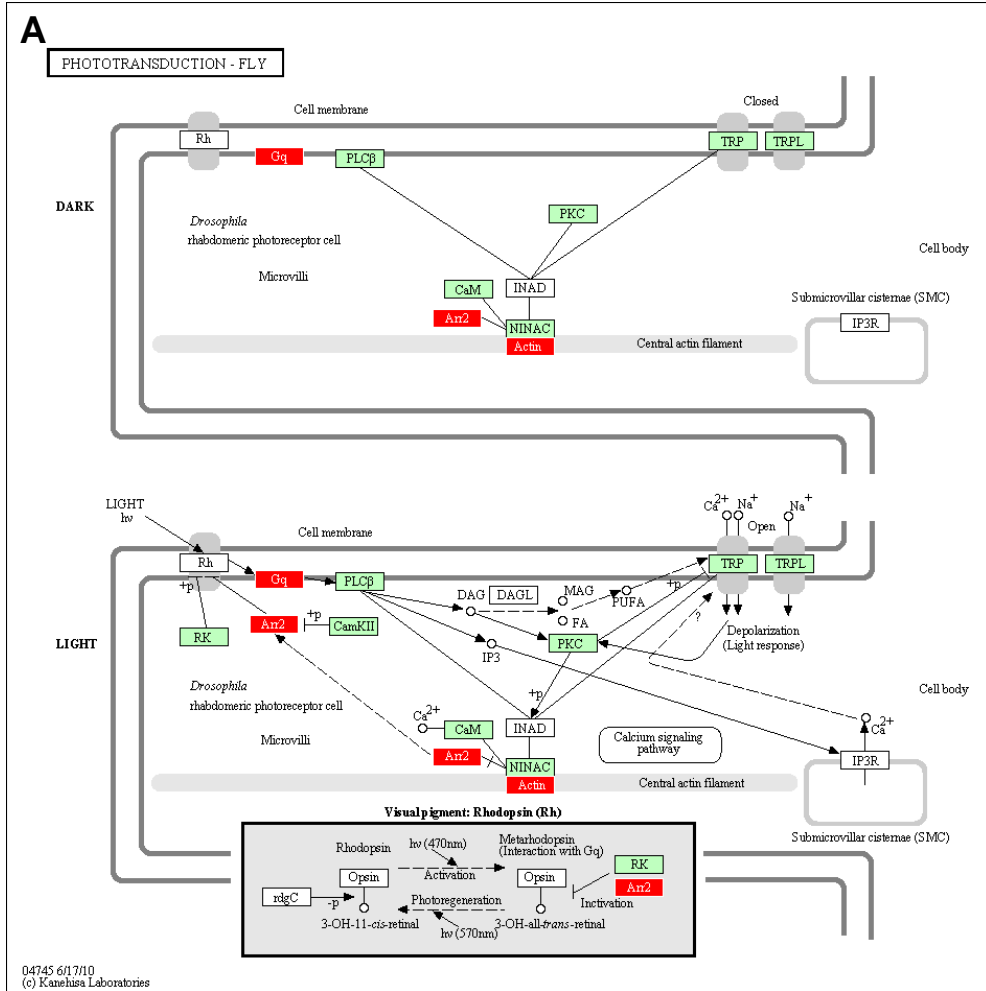 A
PHOTOTRANSDUCTION - FLY
Cell membrane
Closed
Rh
Gq
PLCβ
TRP
TRPL
DARK
PKC
Drosophila
rhabdomeric photoreceptor cell
Cell body
Microvilli
CaM
INAD
Submicrovillar cisternae (SMC)
Arr2
NINAC
IP3R
Actin
Central actin filament
LIGHT
hν
Ca2+
Na+
Na+
Open
Cell membrane
Rh
TRP
TRPL
+p
Gq
PLCβ
+p
DAG
DAGL
MAG
PUFA
FA
Arr2
+p
CamKII
RK
PKC
IP3
?
Depolarization
(Light response)
LIGHT
+p
Drosophila
rhabdomeric photoreceptor cell
Cell body
Ca2+
CaM
INAD
Ca2+
Microvilli
Calcium signaling
pathway
Arr2
NINAC
IP3R
Actin
Central actin filament
Visual pigment: Rhodopsin (Rh)
Submicrovillar cisternae (SMC)
Rhodopsin
hν (470nm)
Metarhodopsin
(Interaction with Gq)
RK
Opsin
Activation
Opsin
Arr2
rdgC
-p
Photoregeneration
Inctivation
3-OH-11-cis-retinal
3-OH-all-trans-retinal
hν (570nm)
04745 6/17/10
(c) Kanehisa Laboratories